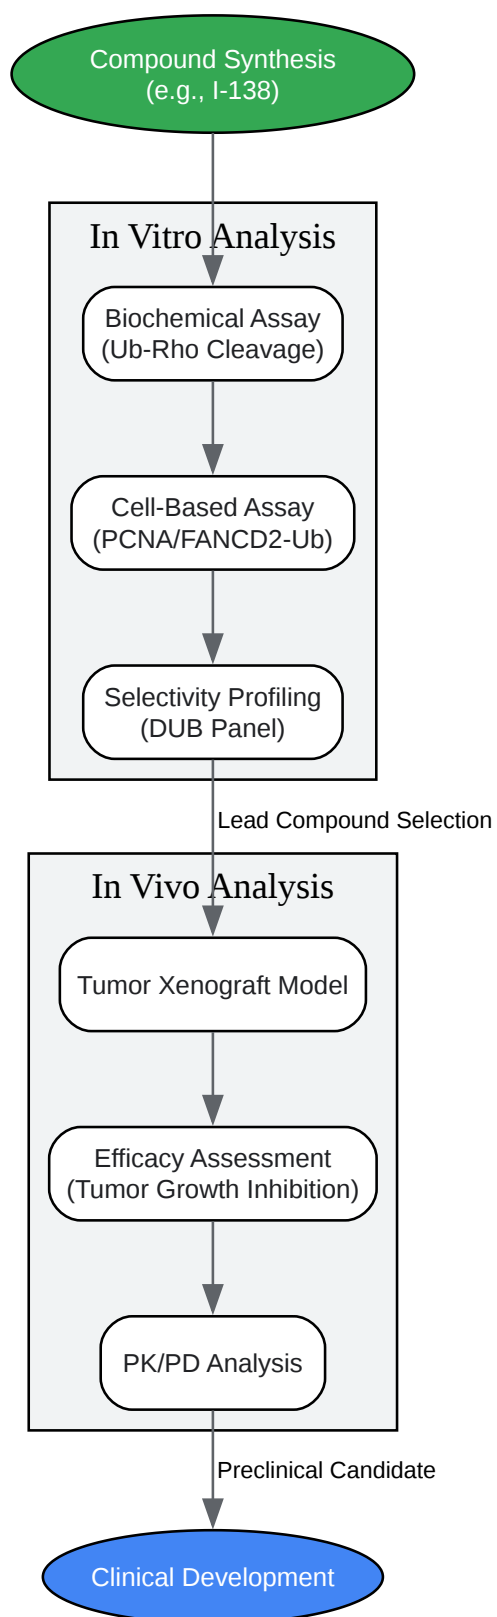 Compound Synthesis
(e.g., I-138)
In Vitro Analysis
Biochemical Assay
(Ub-Rho Cleavage)
Cell-Based Assay
(PCNA/FANCD2-Ub)
Selectivity Profiling
(DUB Panel)
Lead Compound Selection
In Vivo Analysis
Tumor Xenograft Model
Efficacy Assessment
(Tumor Growth Inhibition)
PK/PD Analysis
Preclinical Candidate
Clinical Development